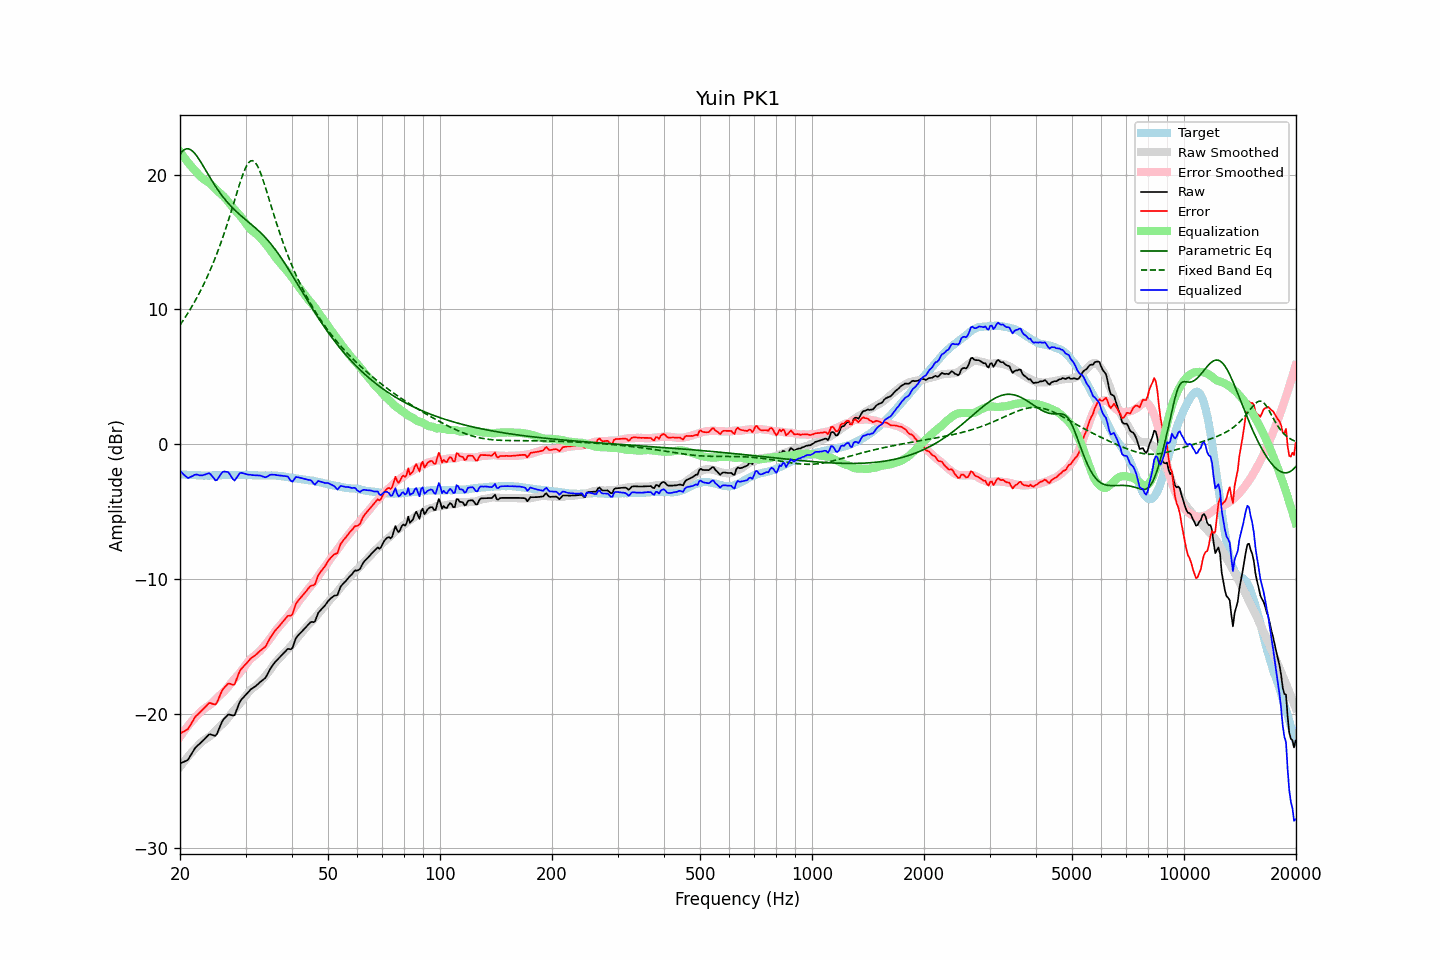 Yuin PK1
Target
Raw Smoothed
Error Smoothed
Raw
Error
Equalization
Parametric Eq
Fixed Band Eq
Equalized
Amplitude (dBr)
20
10
0
−10
−20
−30
20
50
100
200
500
1000
2000
5000
10000
20000
Frequency (Hz)